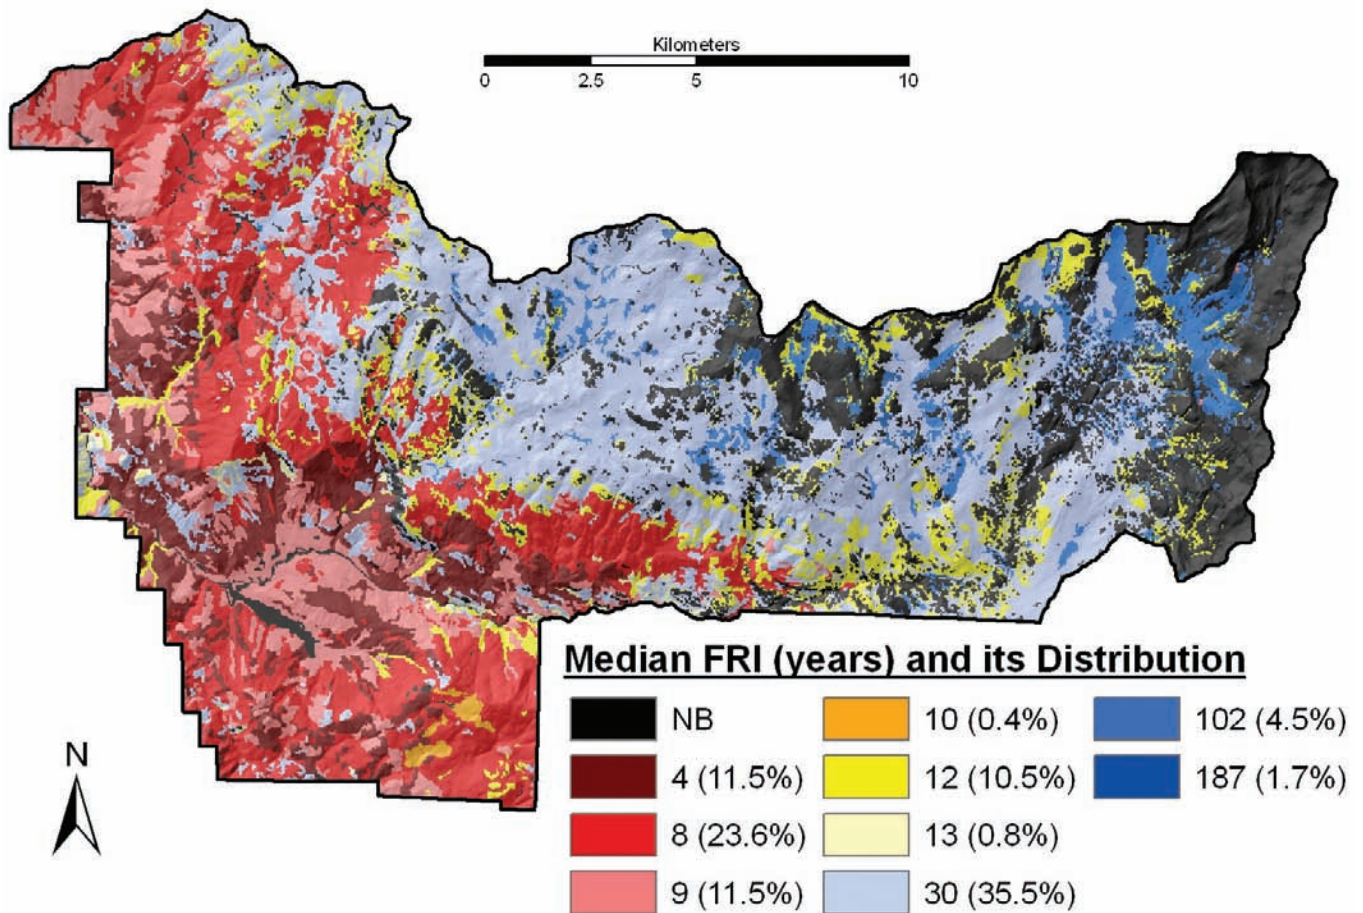 Kilometers
0 2.5 5 10
Median FRI (years) and its Distribution
NB
4 (11.5%)
8 (23.6%)
9 (11.5%)
10 (0.4%)
12 (10.5%)
13 (0.8%)
30 (35.5%)
102 (4.5%)
187 (1.7%)
N